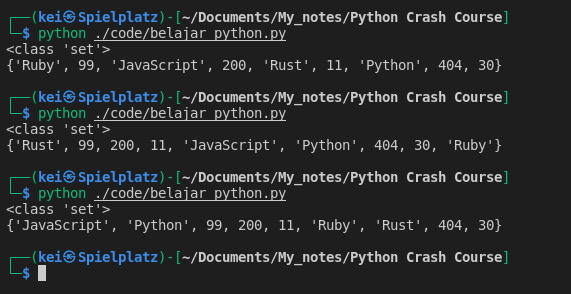 ┌──(kei㉿Spielplatz)-[~/Documents/My_notes/Python Crash Course]
└─$ python ./code/belajar_python.py
<class 'set'>
{'Ruby', 99, 'JavaScript', 200, 'Rust', 11, 'Python', 404, 30}
┌──(kei㉿Spielplatz)-[~/Documents/My_notes/Python Crash Course]
└─$ python ./code/belajar_python.py
<class 'set'>
{'Rust', 99, 200, 11, 'JavaScript', 'Python', 404, 30, 'Ruby'}
┌──(kei㉿Spielplatz)-[~/Documents/My_notes/Python Crash Course]
└─$ python ./code/belajar_python.py
<class 'set'>
{'JavaScript', 'Python', 99, 200, 11, 'Ruby', 'Rust', 404, 30}
┌──(kei㉿Spielplatz)-[~/Documents/My_notes/Python Crash Course]
└─$